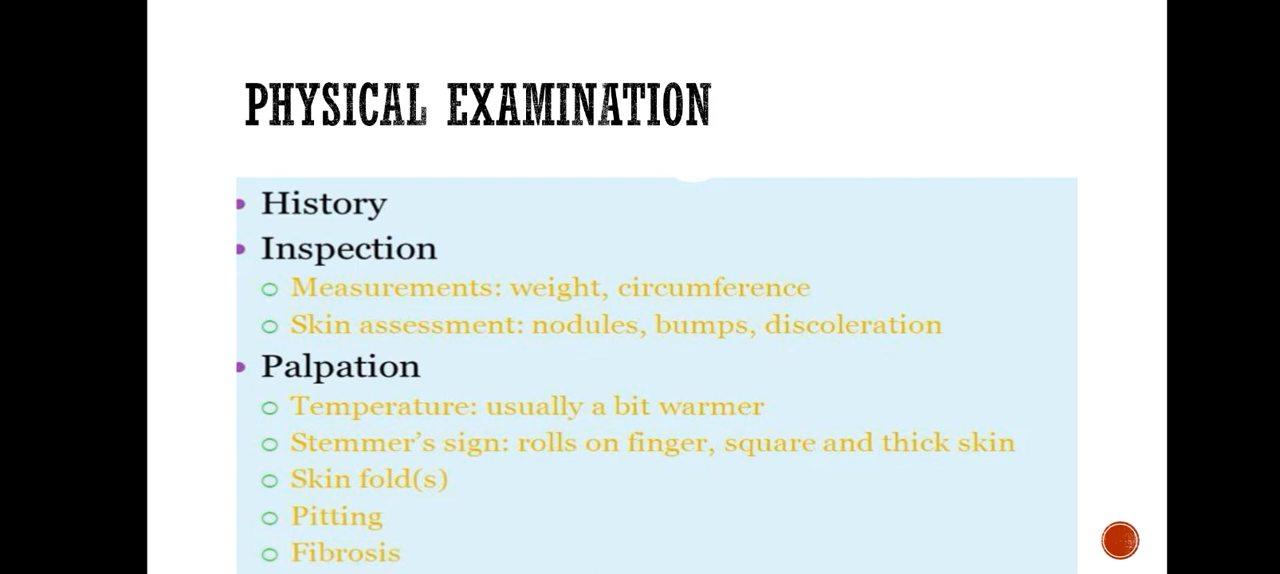 PHYSICAL EXAMINATION
• History
• Inspection
○ Measurements: weight, circumference
○ Skin assessment: nodules, bumps, discoleration
• Palpation
○ Temperature: usually a bit warmer
○ Stemmer's sign: rolls on finger, square and thick skin
○ Skin fold(s)
○ Pitting
○ Fibrosis